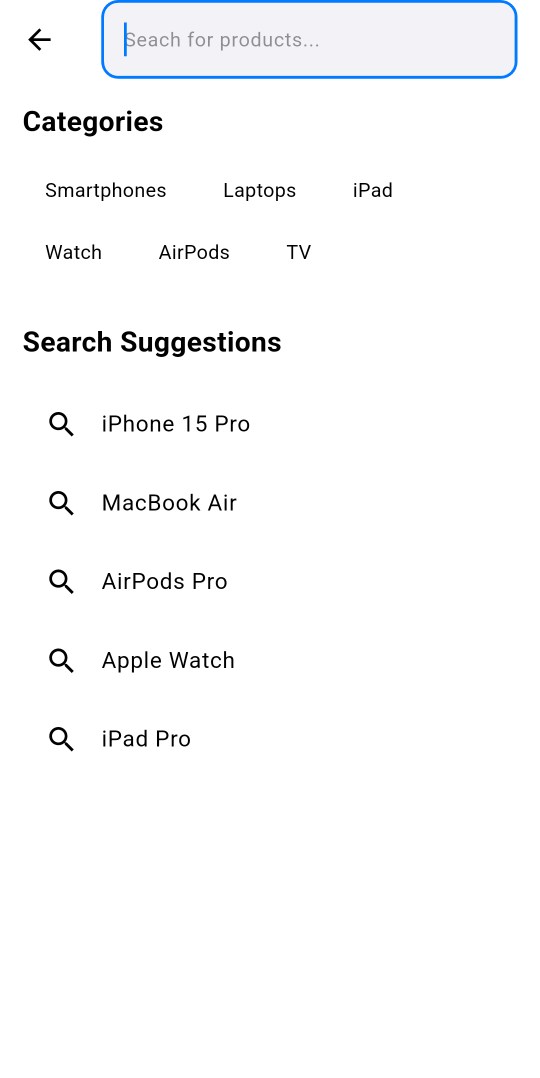 Seach for products...
Categories
Smartphones Laptops iPad
Watch AirPods TV
Search Suggestions
iPhone 15 Pro
MacBook Air
AirPods Pro
Apple Watch
iPad Pro